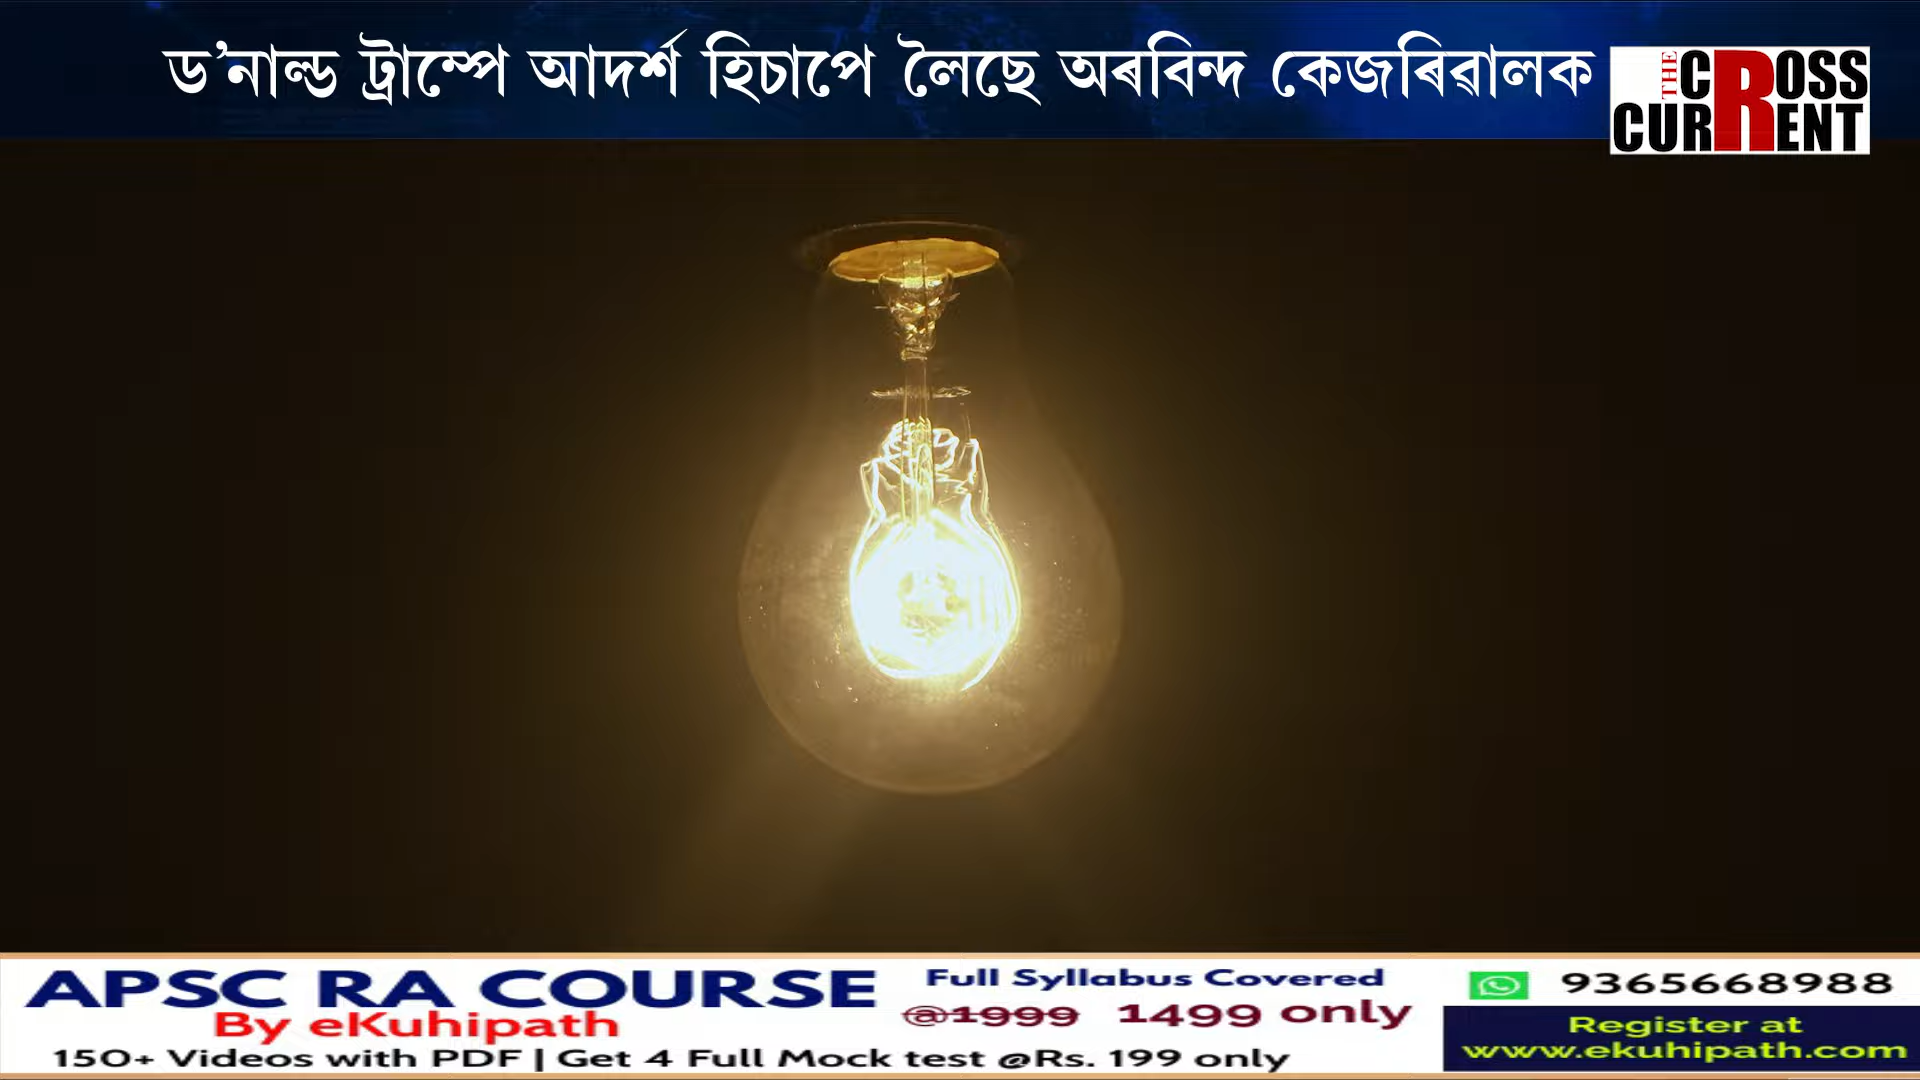 ড’নাল্ড ট্ৰাম্পে আদৰ্শ হিচাপে লৈছে অৰবিন্দ কেজৰিৱালক
THE CROSS
CURRENT
APSC RA COURSE
By eKuhipath
150+ Videos with PDF | Get 4 Full Mock test @Rs. 199 only
Full Syllabus Covered
@1999 1499 only
9365668988
Register at
www.ekuhipath.com